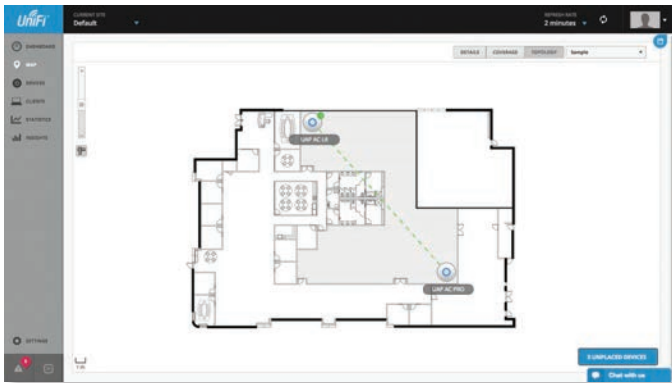 UniFi
CURRENT SITE
Default
REFRESH RATE
2 minutes
DASHBOARD
MAP
DEVICES
CLIENTS
STATISTICS
INSIGHTS
DETAILS
COVERAGE
TOPOLOGY
Sample
UAP AC LR
UAP AC PRO
SETTINGS
5 UNPLACED DEVICES
Chat with us